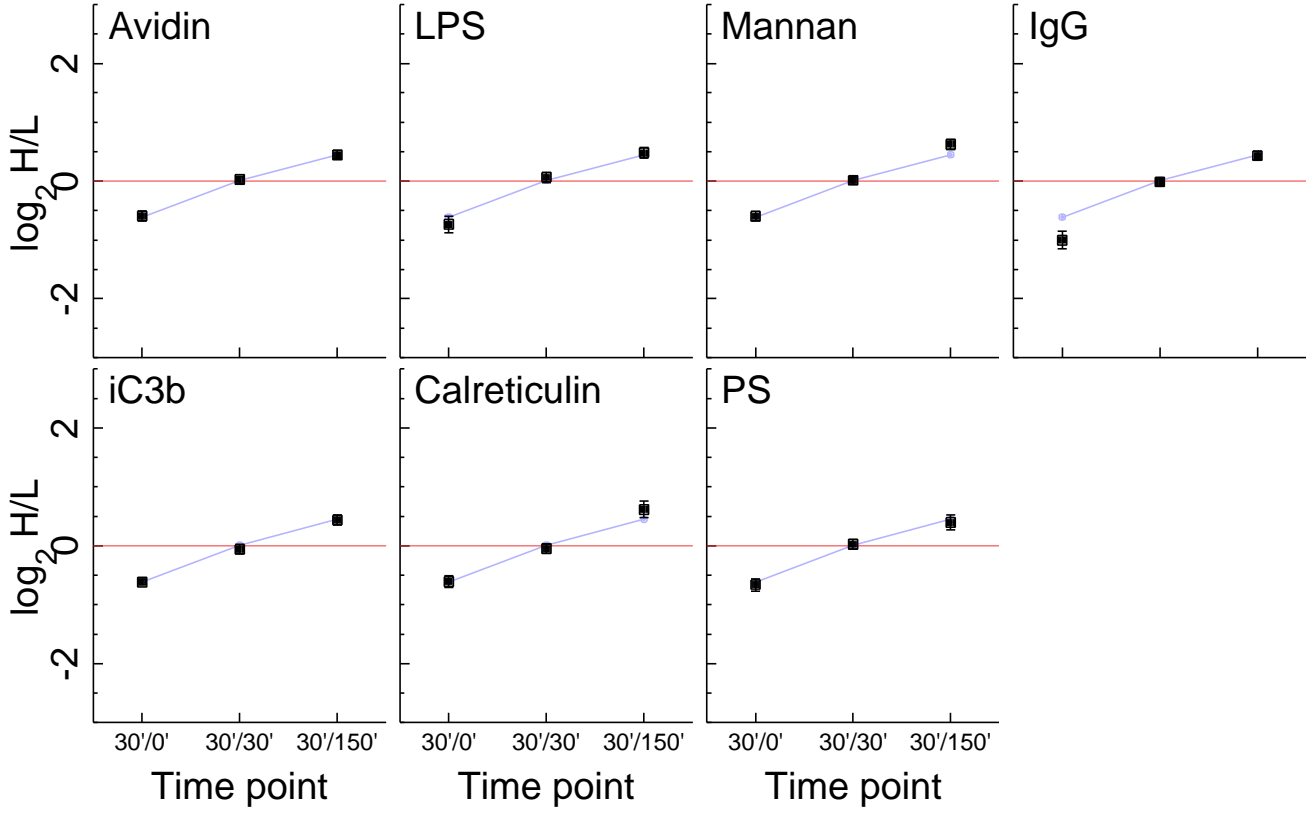 Avidin
LPS
Mannan
IgG
log2 H/L
2
0
-2
iC3b
Calreticulin
PS
log2 H/L
2
0
-2
30'/0' 30'/30' 30'/150'
30'/0' 30'/30' 30'/150'
30'/0' 30'/30' 30'/150'
Time point
Time point
Time point